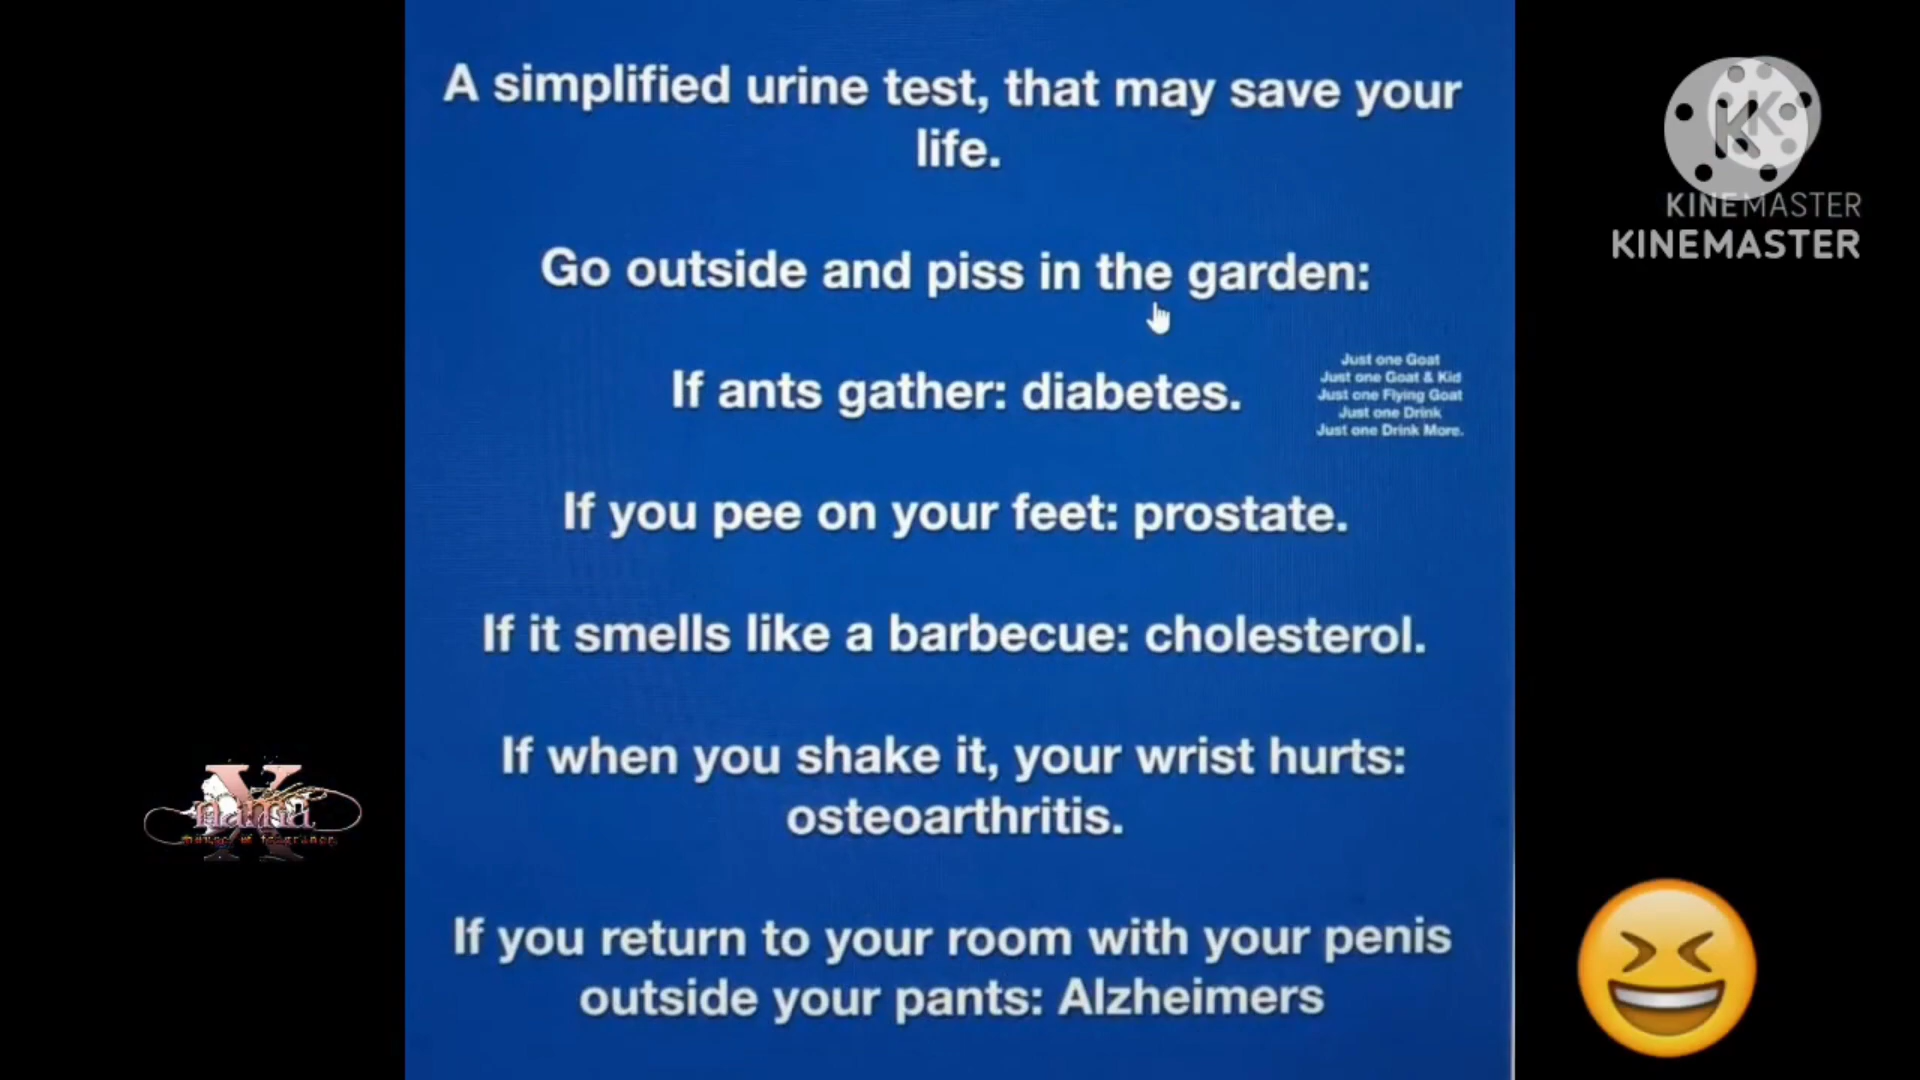 A simplified urine test, that may save your
life.
Go outside and piss in the garden:
If ants gather: diabetes.
Just one Goat
Just one Goat & Kid
Just one Flying Goat
Just one Drink
Just one Drink More.
If you pee on your feet: prostate.
If it smells like a barbecue: cholesterol.
If when you shake it, your wrist hurts:
osteoarthritis.
If you return to your room with your penis
outside your pants: Alzheimers
KINEMASTER
KINEMASTER
X
nama